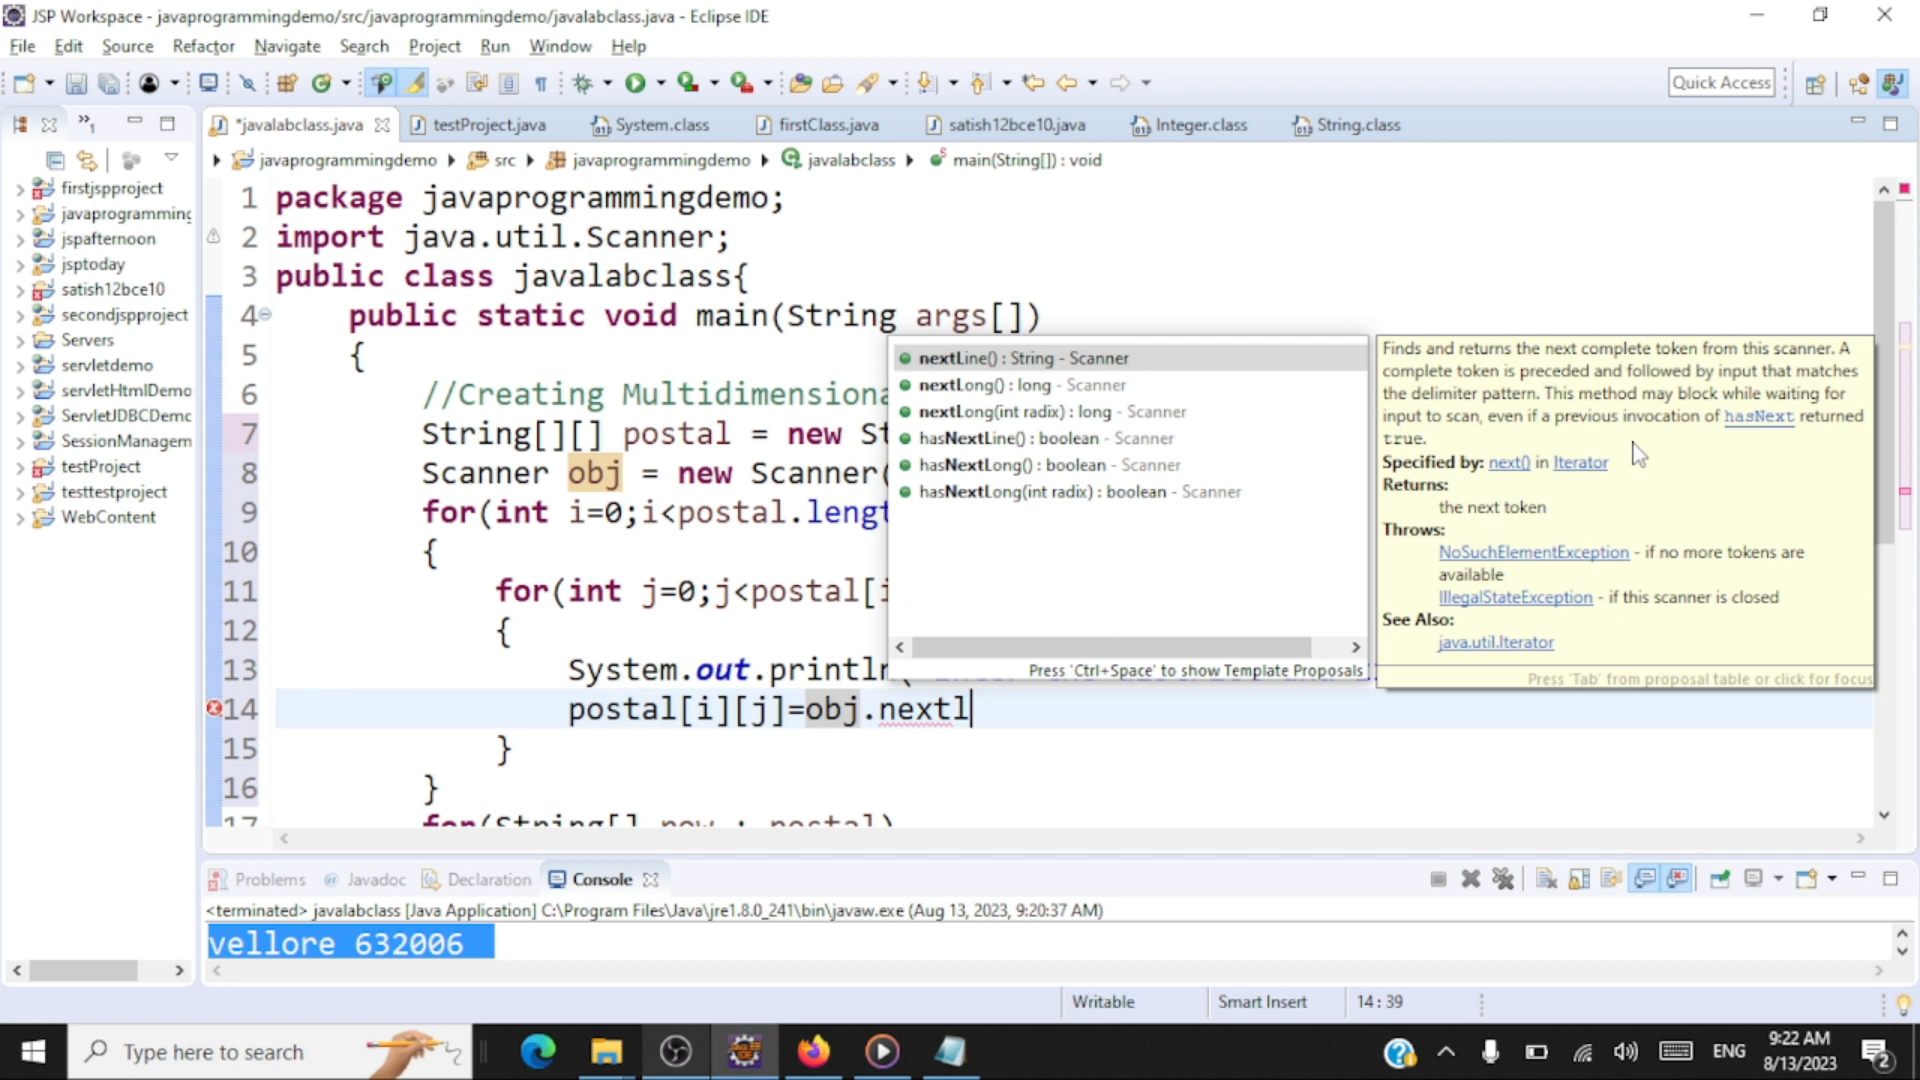 JSP Workspace - javaprogrammingdemo/src/javaprogrammingdemo/javalabclass.java - Eclipse IDE
File Edit Source Refactor Navigate Search Project Run Window Help
Quick Access
*javalabclass.java testProject.java System.class firstClass.java satish12bce10.java Integer.class String.class
javaprogrammingdemo src javaprogrammingdemo javalabclass main(String[]) : void
firstjspproject
javaprogramming
jspafternoon
jsptoday
satish12bce10
secondjspproject
Servers
servletdemo
servletHtmlDemo
ServletJDBCDemo
SessionManagem
testProject
testtestproject
WebContent
1 package javaprogrammingdemo;
2 import java.util.Scanner;
3 public class javalabclass{
4 public static void main(String args[])
5 {
6 //Creating Multidimensiona
7 String[][] postal = new St
8 Scanner obj = new Scanner(
9 for(int i=0;i<postal.lengt
10 {
11 for(int j=0;j<postal[i
12 {
13 System.out.println(
14 postal[i][j]=obj.nextl
15 }
16 }
17 for(String[] now : postal)
nextLine() : String - Scanner
nextLong() : long - Scanner
nextLong(int radix) : long - Scanner
hasNextLine() : boolean - Scanner
hasNextLong() : boolean - Scanner
hasNextLong(int radix) : boolean - Scanner
Press 'Ctrl+Space' to show Template Proposals
Finds and returns the next complete token from this scanner. A
complete token is preceded and followed by input that matches
the delimiter pattern. This method may block while waiting for
input to scan, even if a previous invocation of hasNext returned
true.
Specified by: next() in Iterator
Returns:
the next token
Throws:
NoSuchElementException - if no more tokens are
available
IllegalStateException - if this scanner is closed
See Also:
java.util.Iterator
Press 'Tab' from proposal table or click for focus
Problems Javadoc Declaration Console
<terminated> javalabclass [Java Application] C:\Program Files\Java\jre1.8.0_241\bin\javaw.exe (Aug 13, 2023, 9:20:37 AM)
vellore 632006
Writable Smart Insert 14 : 39
Type here to search
ENG
9:22 AM
8/13/2023
2